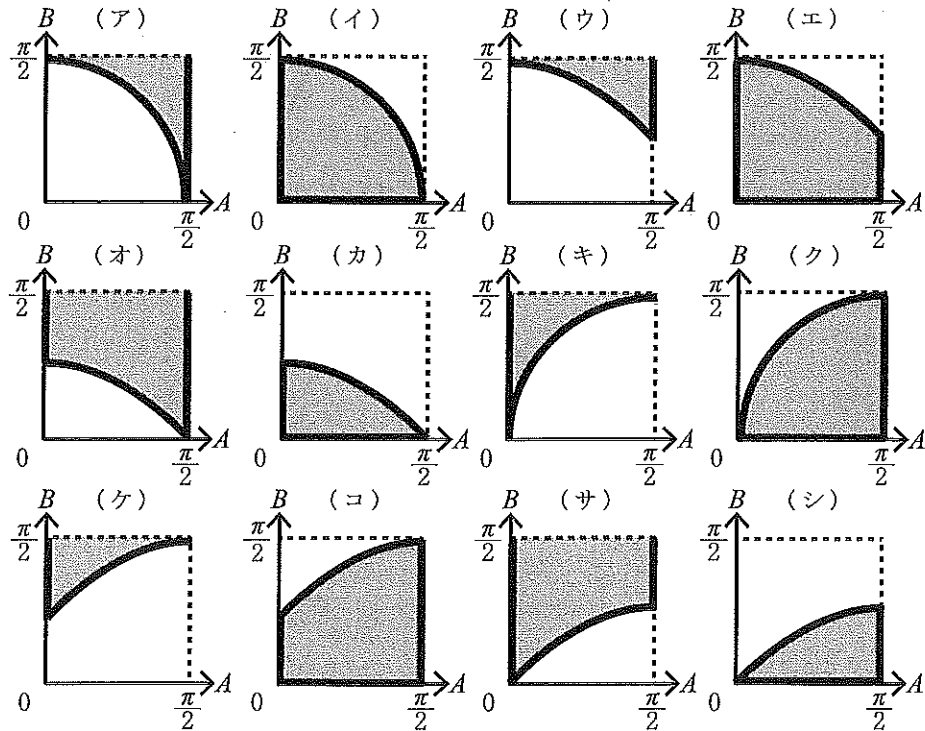 B （ア） B （イ） B （ウ） B （エ）
π/2 π/2 π/2 π/2
0 π/2 A 0 π/2 A 0 π/2 A 0 π/2 A
B （オ） B （カ） B （キ） B （ク）
π/2 π/2 π/2 π/2
0 π/2 A 0 π/2 A 0 π/2 A 0 π/2 A
B （ケ） B （コ） B （サ） B （シ）
π/2 π/2 π/2 π/2
0 π/2 A 0 π/2 A 0 π/2 A 0 π/2 A